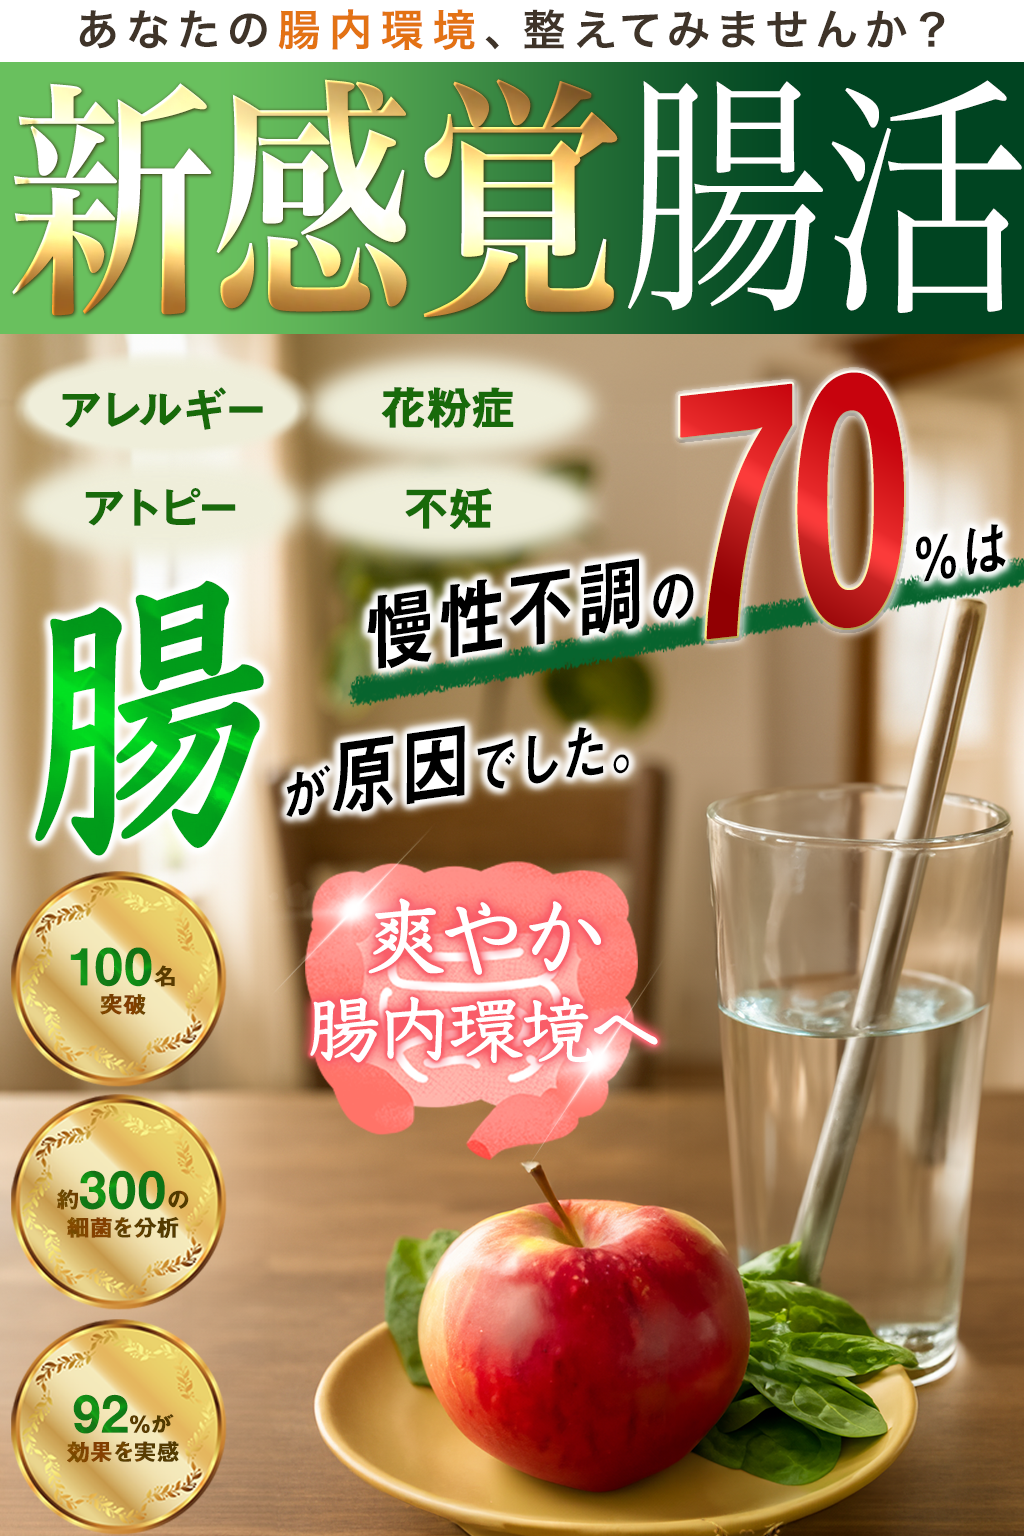 あなたの腸内環境、整えてみませんか？
新感覚腸活
アレルギー
花粉症
アトピー
不妊
慢性不調の70%は
腸が原因でした。
100名
突破
爽やか
腸内環境へ
約300の
細菌を分析
92%が
効果を実感